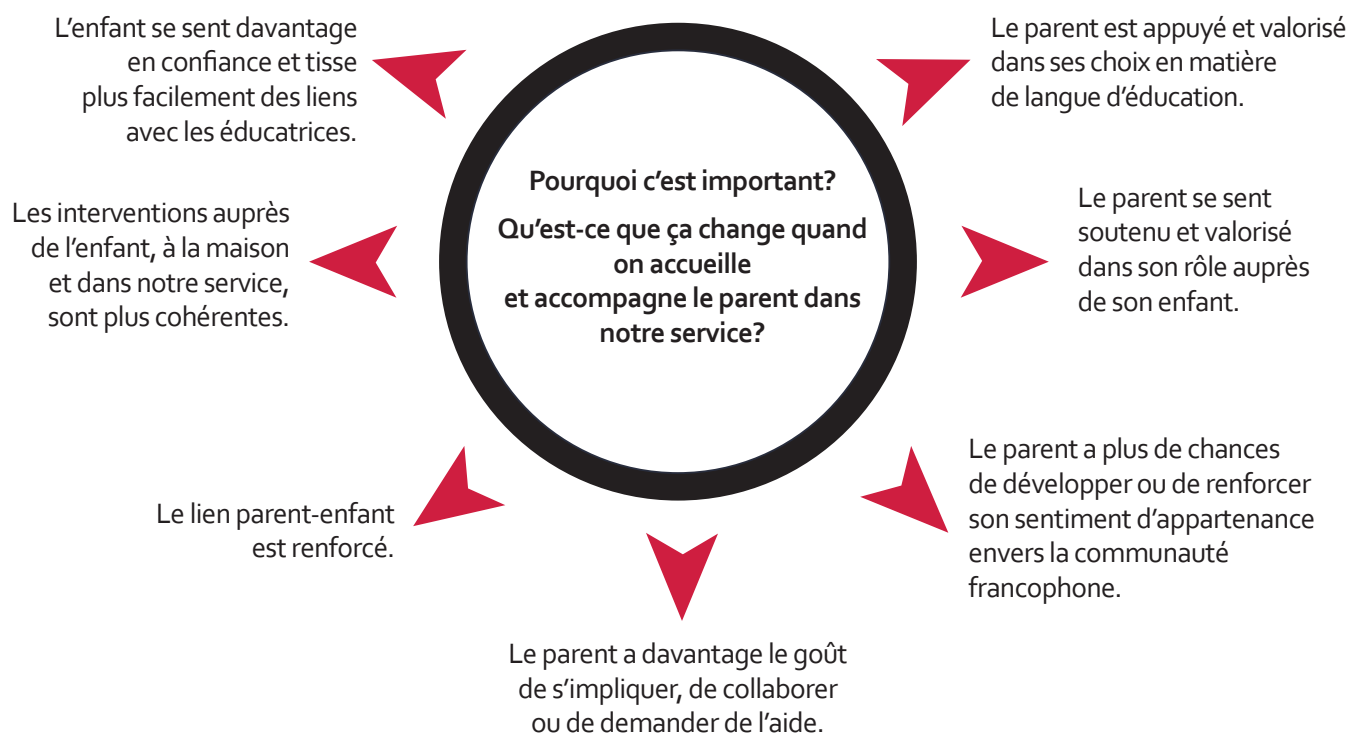 Pourquoi c'est important?
Qu'est-ce que ça change quand
on accueille
et accompagne le parent dans
notre service?
Le parent est appuyé et valorisé
dans ses choix en matière
de langue d'éducation.
Le parent se sent
soutenu et valorisé
dans son rôle auprès
de son enfant.
Le parent a plus de chances
de développer ou de renforcer
son sentiment d'appartenance
envers la communauté
francophone.
Le parent a davantage le goût
de s'impliquer, de collaborer
ou de demander de l'aide.
Le lien parent-enfant
est renforcé.
Les interventions auprès
de l'enfant, à la maison
et dans notre service,
sont plus cohérentes.
L'enfant se sent davantage
en confiance et tisse
plus facilement des liens
avec les éducatrices.